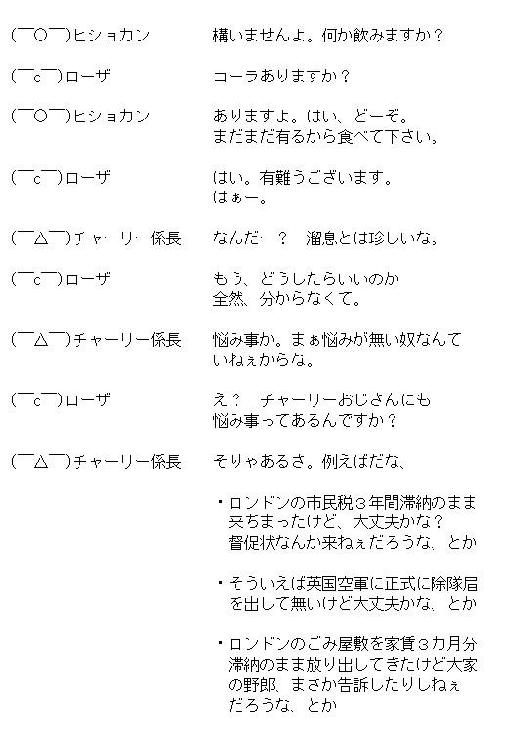 (￣○￣)ヒショカン　構いませんよ。何か飲みますか？
(￣c￣)ローザ　コーラありますか？
(￣○￣)ヒショカン　ありますよ。はい、どーぞ。
まだまだ有るから食べて下さい。
(￣c￣)ローザ　はい。有難うございます。
はぁー。
(￣△￣)チャーリー係長　なんだー？　溜息とは珍しいな。
(￣c￣)ローザ　もう、どうしたらいいのか
全然、分からなくて。
(￣△￣)チャーリー係長　悩み事か。まぁ悩みが無い奴なんて
いねぇからな。
(￣c￣)ローザ　え？　チャーリーおじさんにも
悩み事ってあるんですか？
(￣△￣)チャーリー係長　そりゃあるさ。例えばだな、
・ロンドンの市民税３年間滞納のまま
来ちまったけど、大丈夫かな？
督促状なんか来ねぇだろうな、とか
・そういえば英国空軍に正式に除隊届
を出して無いけど大丈夫かな、とか
・ロンドンのごみ屋敷を家賃３カ月分
滞納のまま放り出してきたけど大家
の野郎、まさか告訴したりしねぇ
だろうな、とか